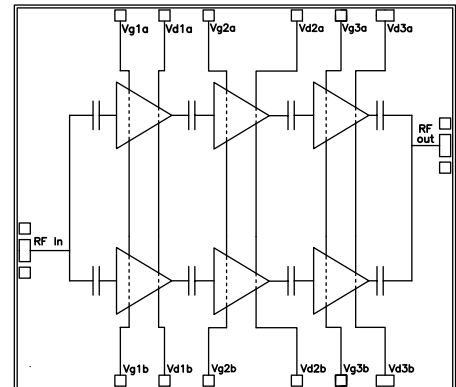 Vg1a Vd1a Vg2a Vd2a Vg3a Vd3a
RF
out
RF In
Vg1b Vd1b Vg2b Vd2b Vg3b Vd3b